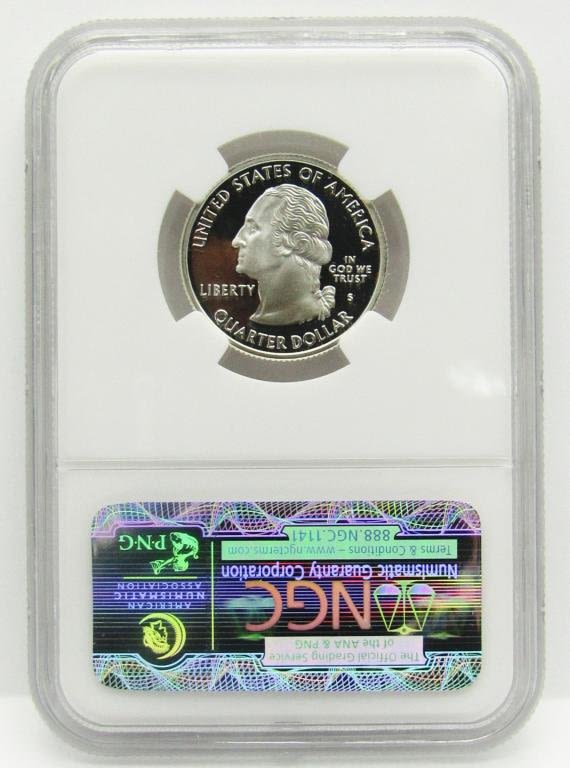 UNITED STATES OF AMERICA
LIBERTY
IN
GOD WE
TRUST
S
QUARTER DOLLAR
The Official Grading Service
of the ANA & PNG
NGC
Numismatic Guaranty Corporation
Terms & Conditions – www.ngcterms.com
888.NGC.1141
AMERICAN
NUMISMATIC
ASSOCIATION
P·N·G